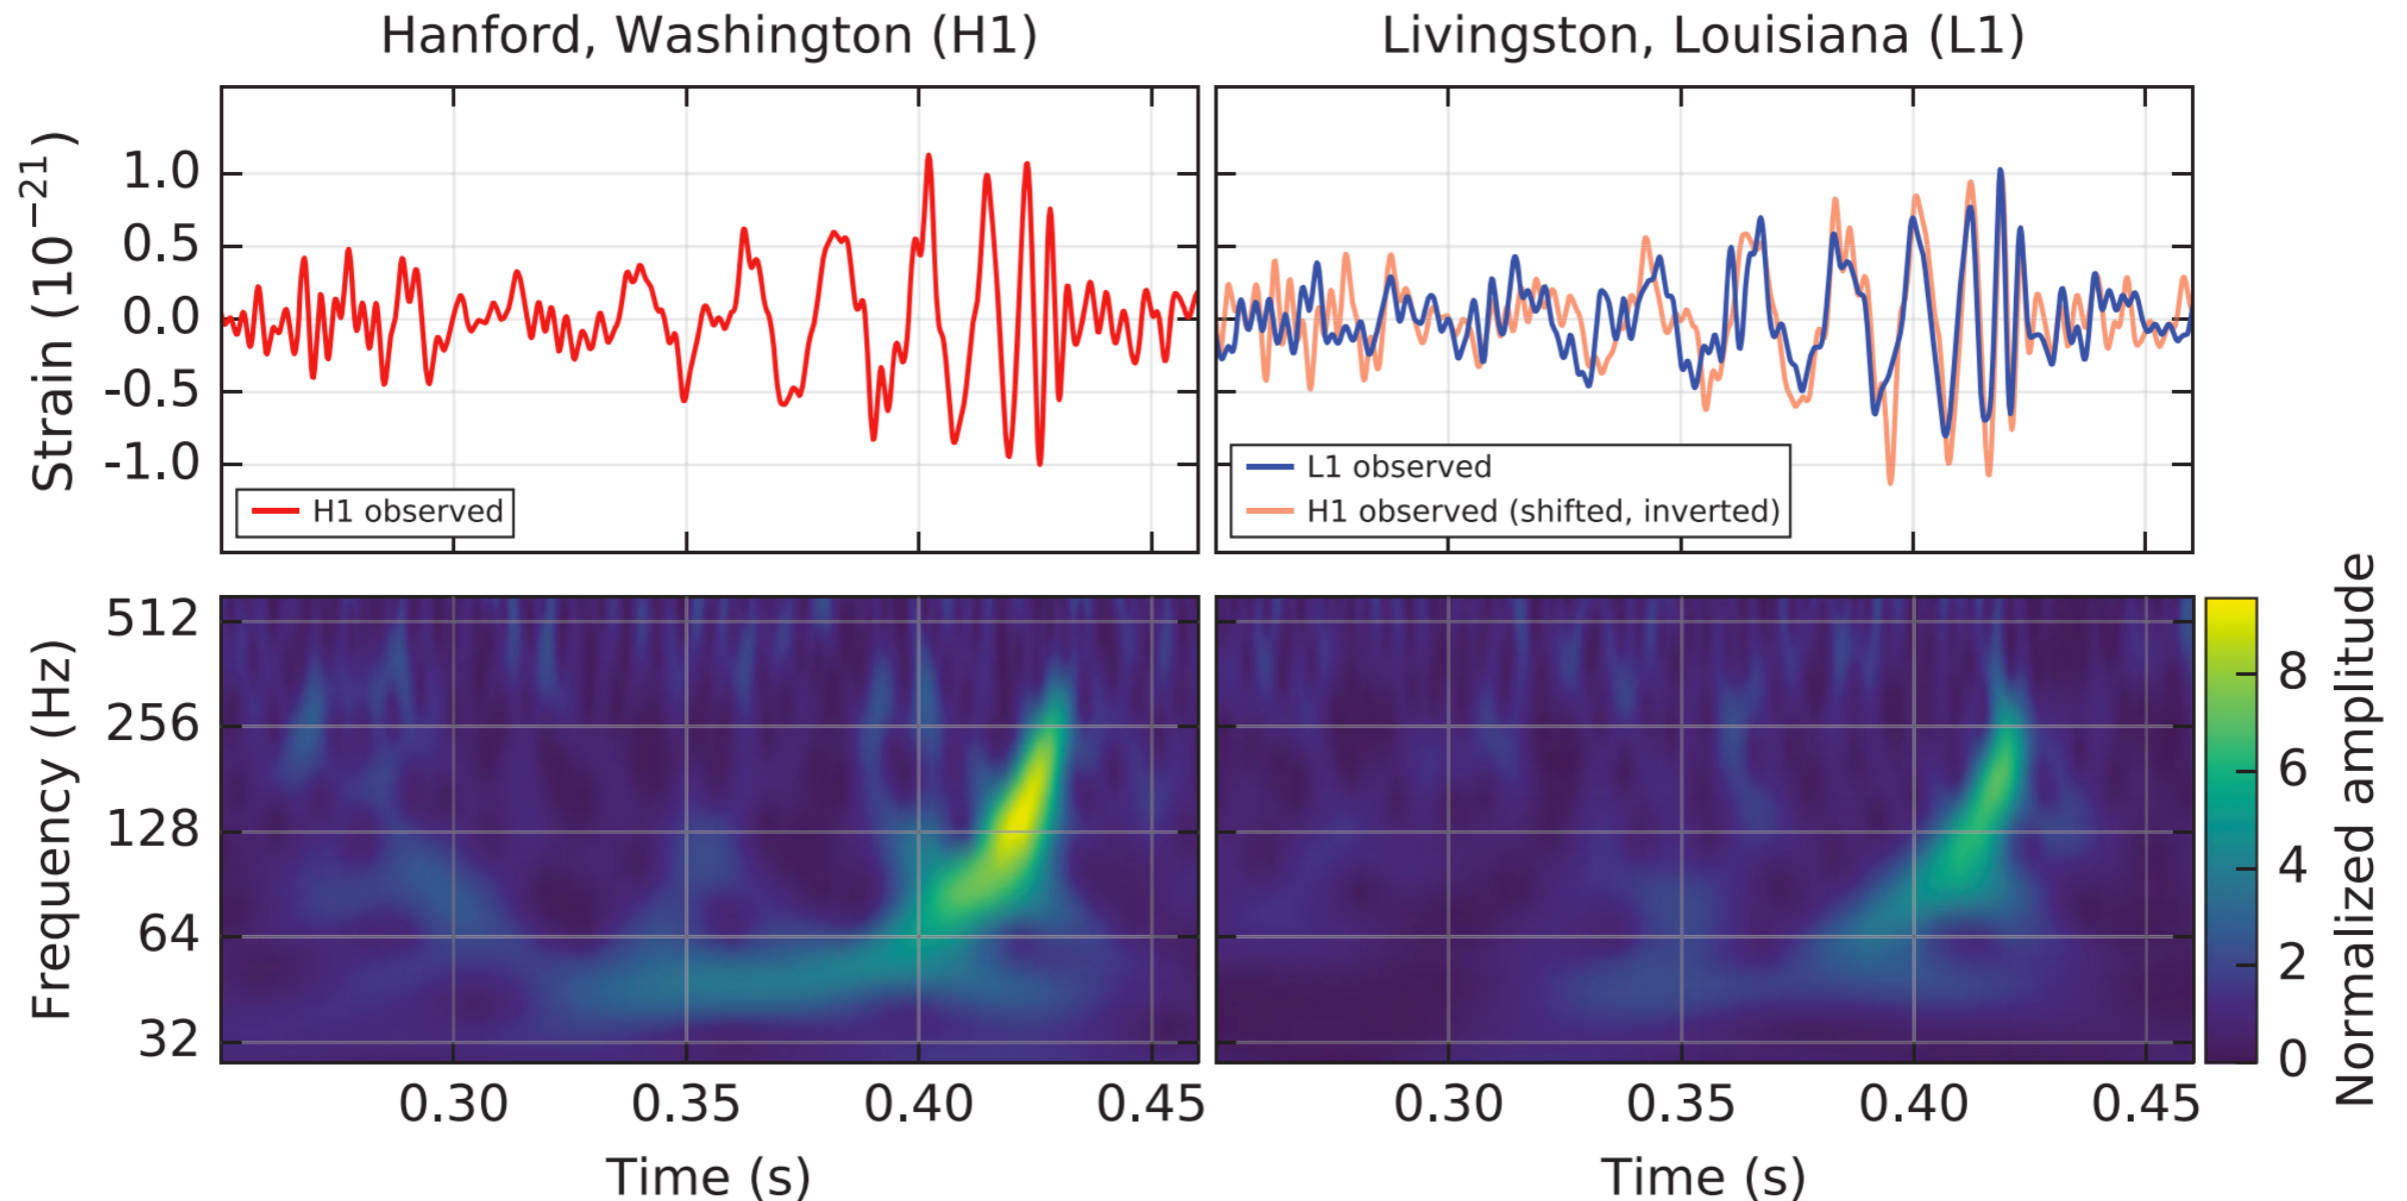 Hanford, Washington (H1)
Livingston, Louisiana (L1)
Strain (10⁻²¹)
1.0
0.5
0.0
-0.5
-1.0
H1 observed
L1 observed
H1 observed (shifted, inverted)
Frequency (Hz)
512
256
128
64
32
0.30 0.35 0.40 0.45
Time (s)
0.30 0.35 0.40 0.45
Time (s)
8
6
4
2
0
Normalized amplitude